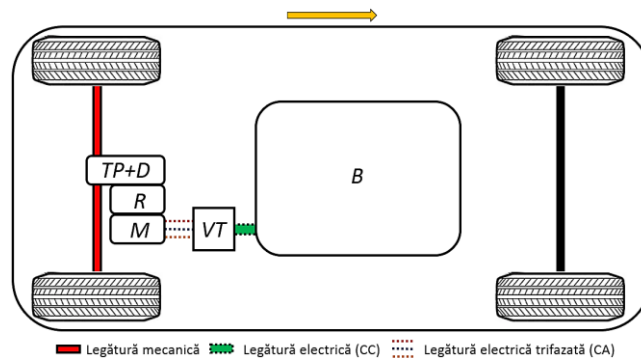 TP+D
R
M
VT
B
Legătură mecanică
Legătură electrică (CC)
Legătură electrică trifazată (CA)